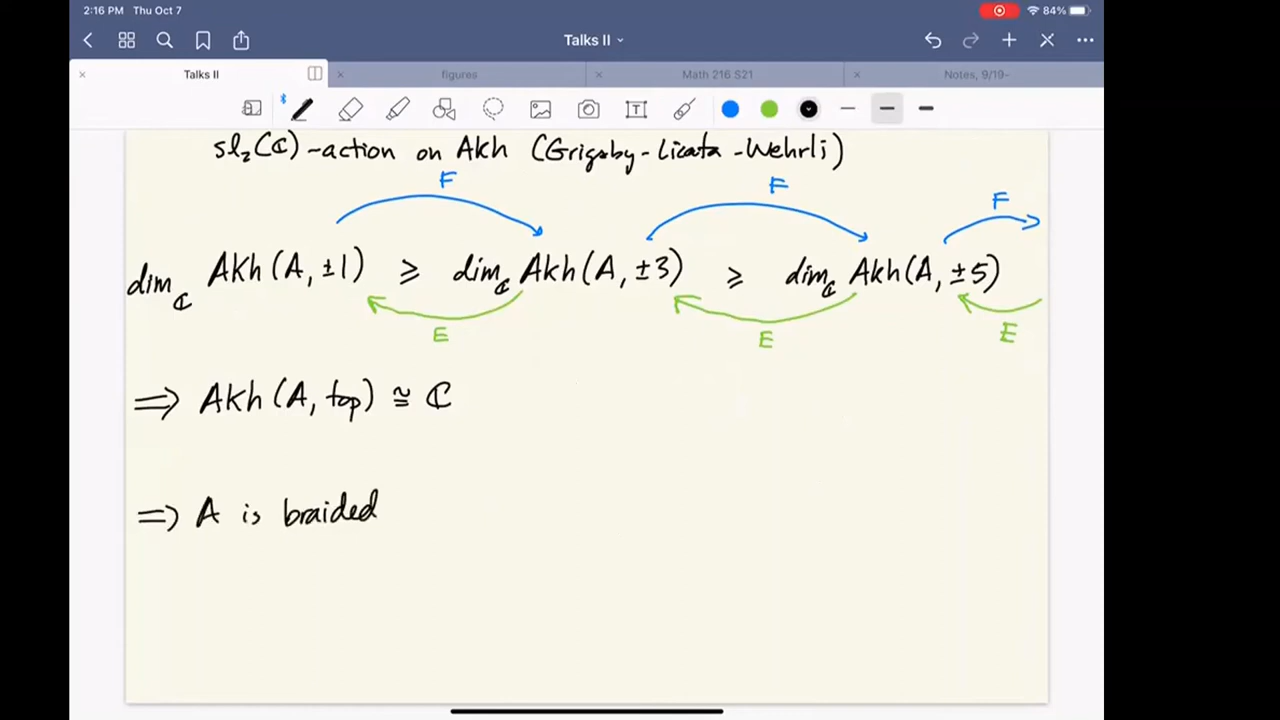 2:16 PM Thu Oct 7
84%
Talks II
Talks II
figures
Math 216 S21
Notes, 9/19-
sl₂(ℂ)-action on Akh (Grigsby-Licata-Wehrli)
F F F
dim_ℂ AKh(A, ±1) ≥ dim_ℂ Akh(A, ±3) ≥ dim_ℂ Akh(A, ±5)
E E E
⇒ AKh(A, top) ≅ ℂ
⇒ A is braided